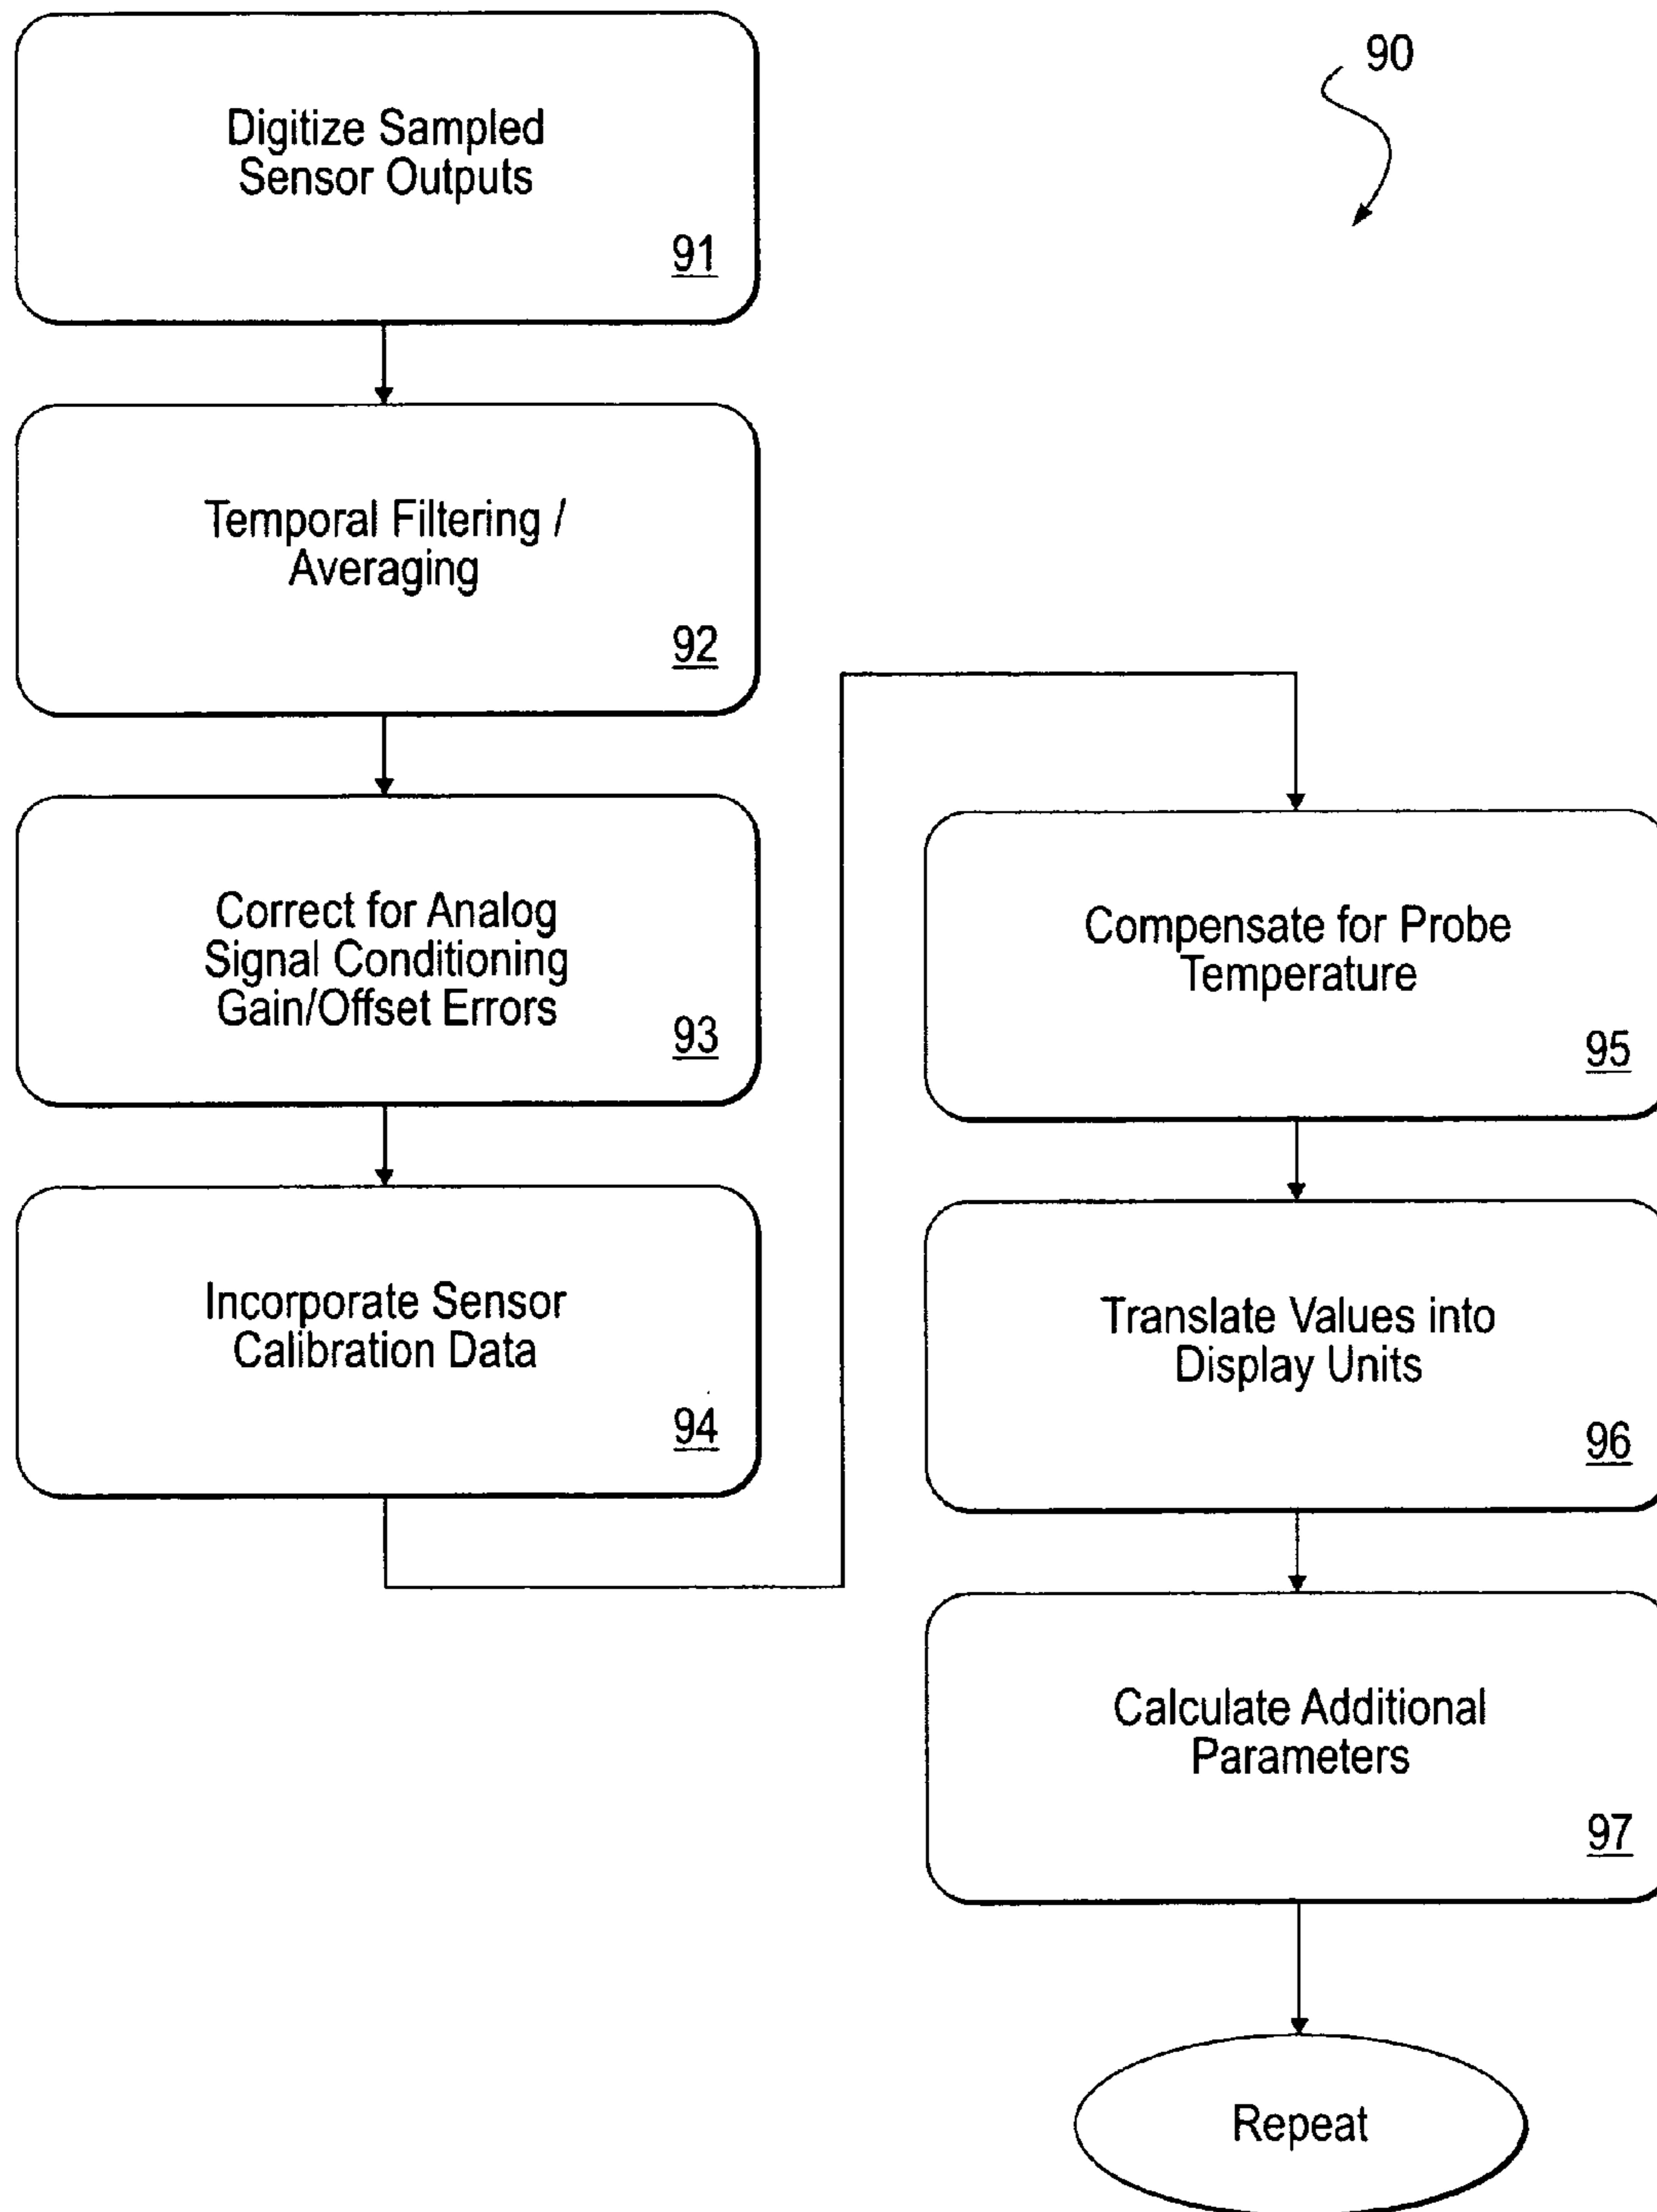 90
Digitize Sampled
Sensor Outputs
91
Temporal Filtering /
Averaging
92
Correct for Analog
Signal Conditioning
Gain/Offset Errors
93
Incorporate Sensor
Calibration Data
94
Compensate for Probe
Temperature
95
Translate Values into
Display Units
96
Calculate Additional
Parameters
97
Repeat